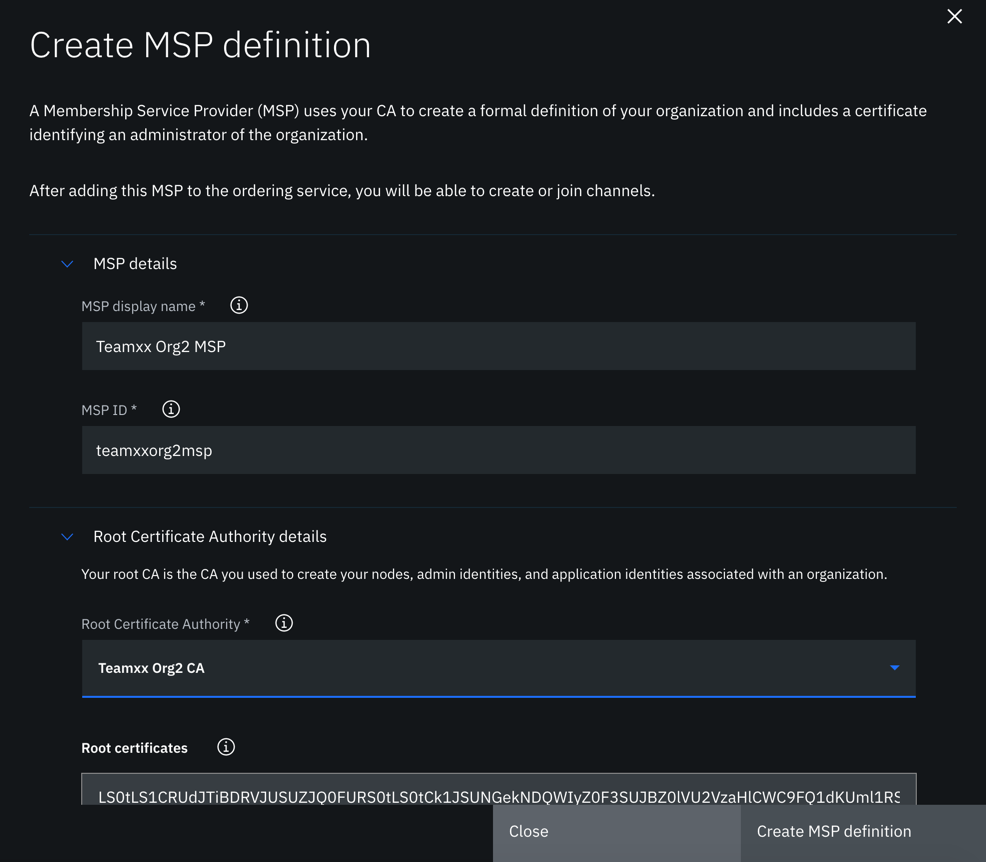 Create MSP definition
A Membership Service Provider (MSP) uses your CA to create a formal definition of your organization and includes a certificate
identifying an administrator of the organization.
After adding this MSP to the ordering service, you will be able to create or join channels.
MSP details
MSP display name *
Teamxx Org2 MSP
MSP ID *
teamxxorg2msp
Root Certificate Authority details
Your root CA is the CA you used to create your nodes, admin identities, and application identities associated with an organization.
Root Certificate Authority *
Teamxx Org2 CA
Root certificates
Close
Create MSP definition